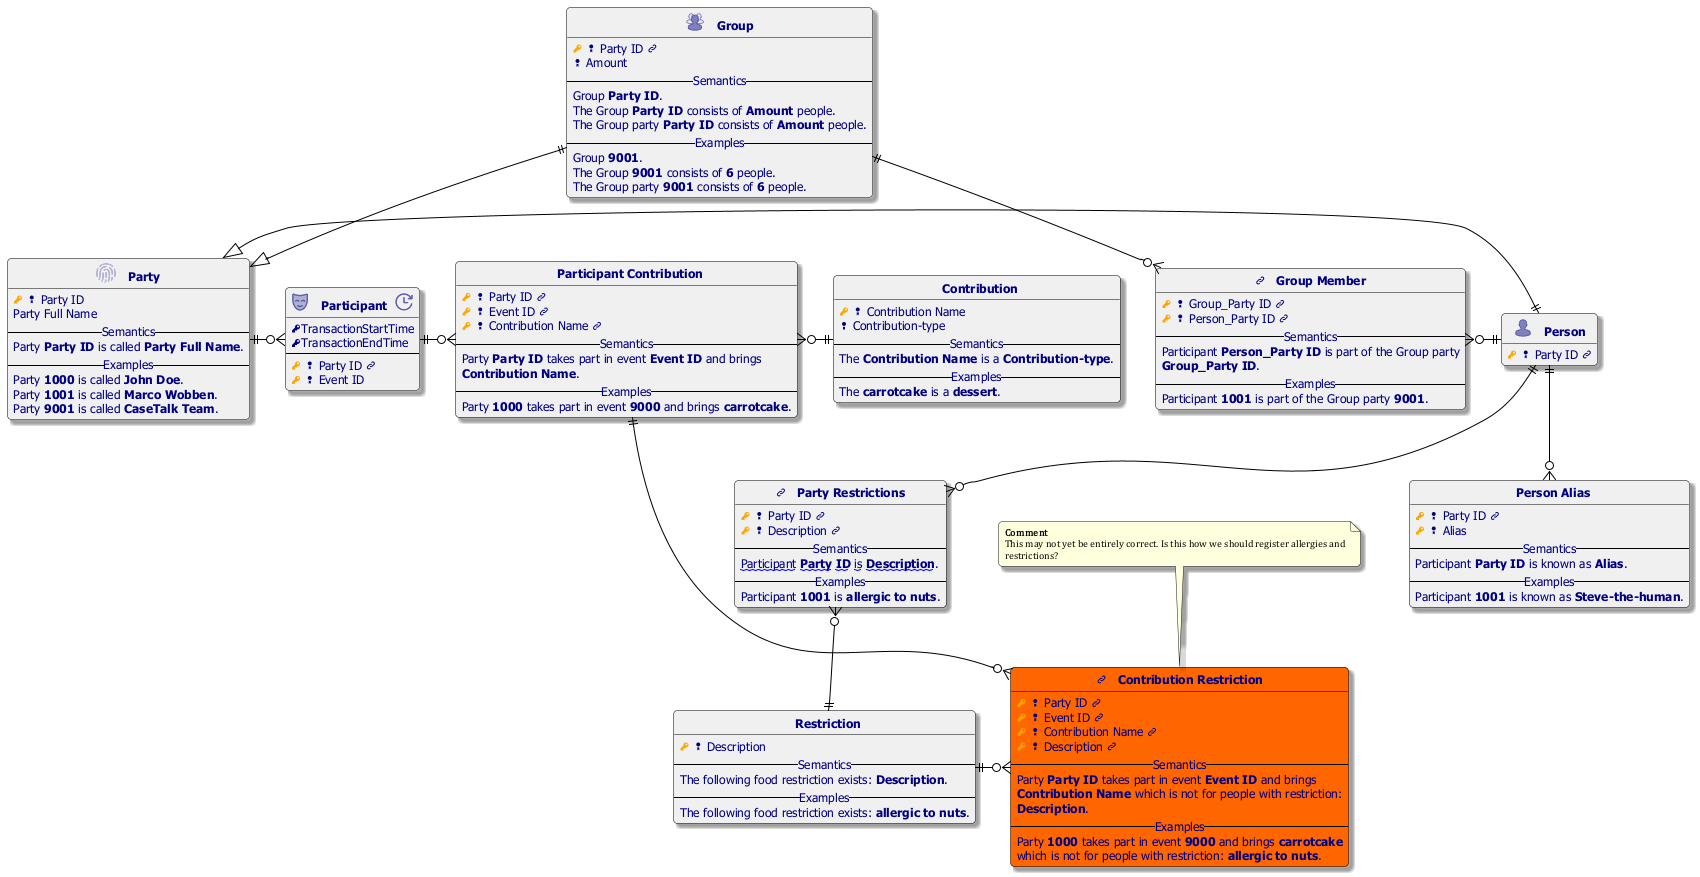 Group
Party ID
Amount
Semantics
Group Party ID.
The Group Party ID consists of Amount people.
The Group party Party ID consists of Amount people.
Examples
Group 9001.
The Group 9001 consists of 6 people.
The Group party 9001 consists of 6 people.
Party
Party ID
Party Full Name
Semantics
Party Party ID is called Party Full Name.
Examples
Party 1000 is called John Doe.
Party 1001 is called Marco Wobben.
Party 9001 is called CaseTalk Team.
Participant
TransactionStartTime
TransactionEndTime
Party ID
Event ID
Participant Contribution
Party ID
Event ID
Contribution Name
Semantics
Party Party ID takes part in event Event ID and brings
Contribution Name.
Examples
Party 1000 takes part in event 9000 and brings carrotcake.
Contribution
Contribution Name
Contribution-type
Semantics
The Contribution Name is a Contribution-type.
Examples
The carrotcake is a dessert.
Group Member
Group_Party ID
Person_Party ID
Semantics
Participant Person_Party ID is part of the Group party
Group_Party ID.
Examples
Participant 1001 is part of the Group party 9001.
Person
Party ID
Party Restrictions
Party ID
Description
Semantics
Participant Party ID is Description.
Examples
Participant 1001 is allergic to nuts.
Comment
This may not yet be entirely correct. Is this how we should register allergies and
restrictions?
Person Alias
Party ID
Alias
Semantics
Participant Party ID is known as Alias.
Examples
Participant 1001 is known as Steve-the-human.
Restriction
Description
Semantics
The following food restriction exists: Description.
Examples
The following food restriction exists: allergic to nuts.
Contribution Restriction
Party ID
Event ID
Contribution Name
Description
Semantics
Party Party ID takes part in event Event ID and brings
Contribution Name which is not for people with restriction:
Description.
Examples
Party 1000 takes part in event 9000 and brings carrotcake
which is not for people with restriction: allergic to nuts.